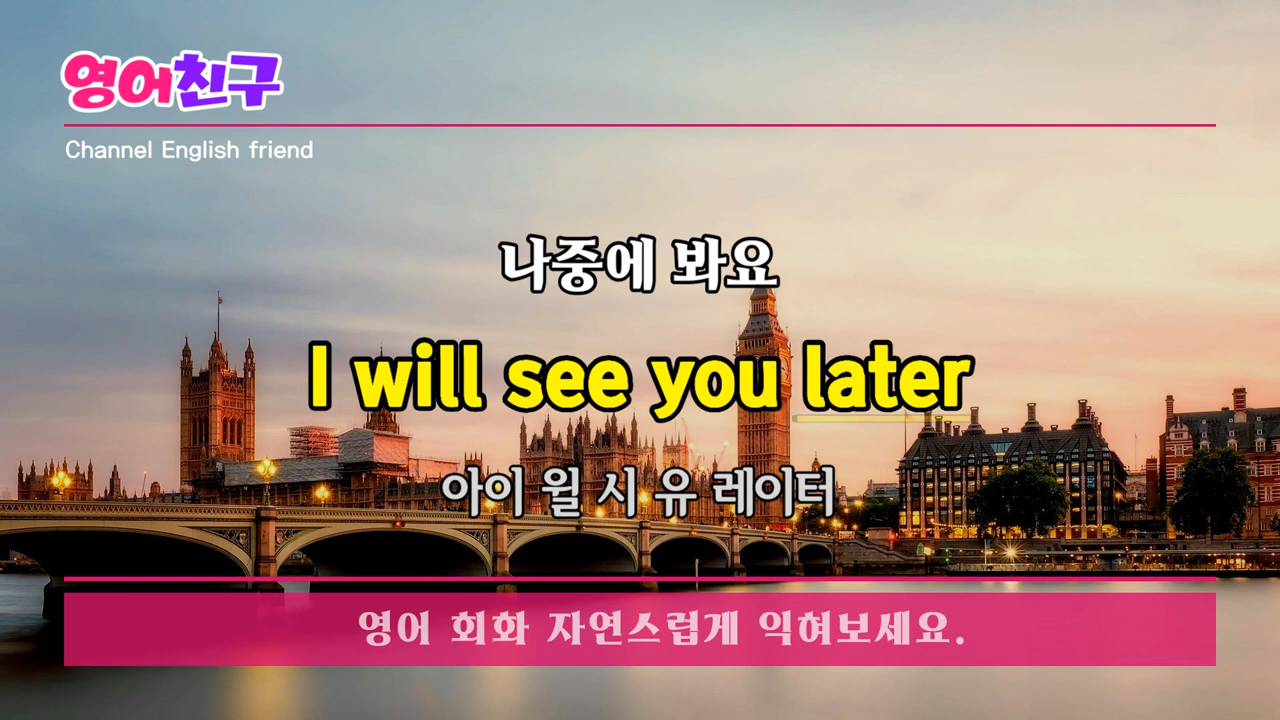 영어친구
Channel English friend
나중에 봐요
I will see you later
아이 윌 시 유 레이터
영어 회화 자연스럽게 익혀보세요.